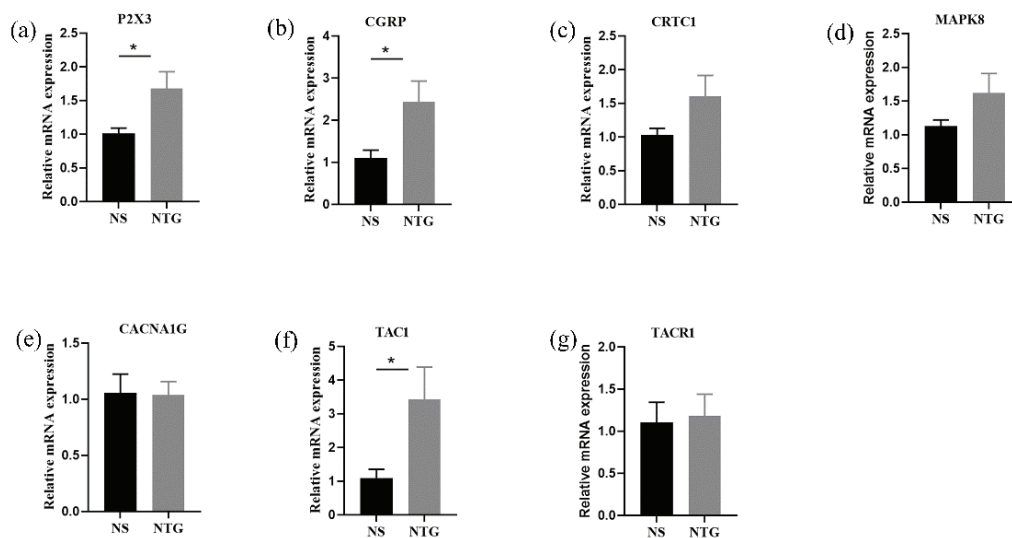 (a)
P2X3
Relative mRNA expression
2.5
2.0
1.5
1.0
0.5
0.0
*
NS NTG
(b)
CGRP
Relative mRNA expression
4
3
2
1
0
*
NS NTG
(c)
CRTC1
Relative mRNA expression
2.5
2.0
1.5
1.0
0.5
0.0
NS NTG
(d)
MAPK8
Relative mRNA expression
2.5
2.0
1.5
1.0
0.5
0.0
NS NTG
(e)
CACNA1G
Relative mRNA expression
1.5
1.0
0.5
0.0
NS NTG
(f)
TAC1
Relative mRNA expression
5
4
3
2
1
0
*
NS NTG
(g)
TACR1
Relative mRNA expression
2.0
1.5
1.0
0.5
0.0
NS NTG